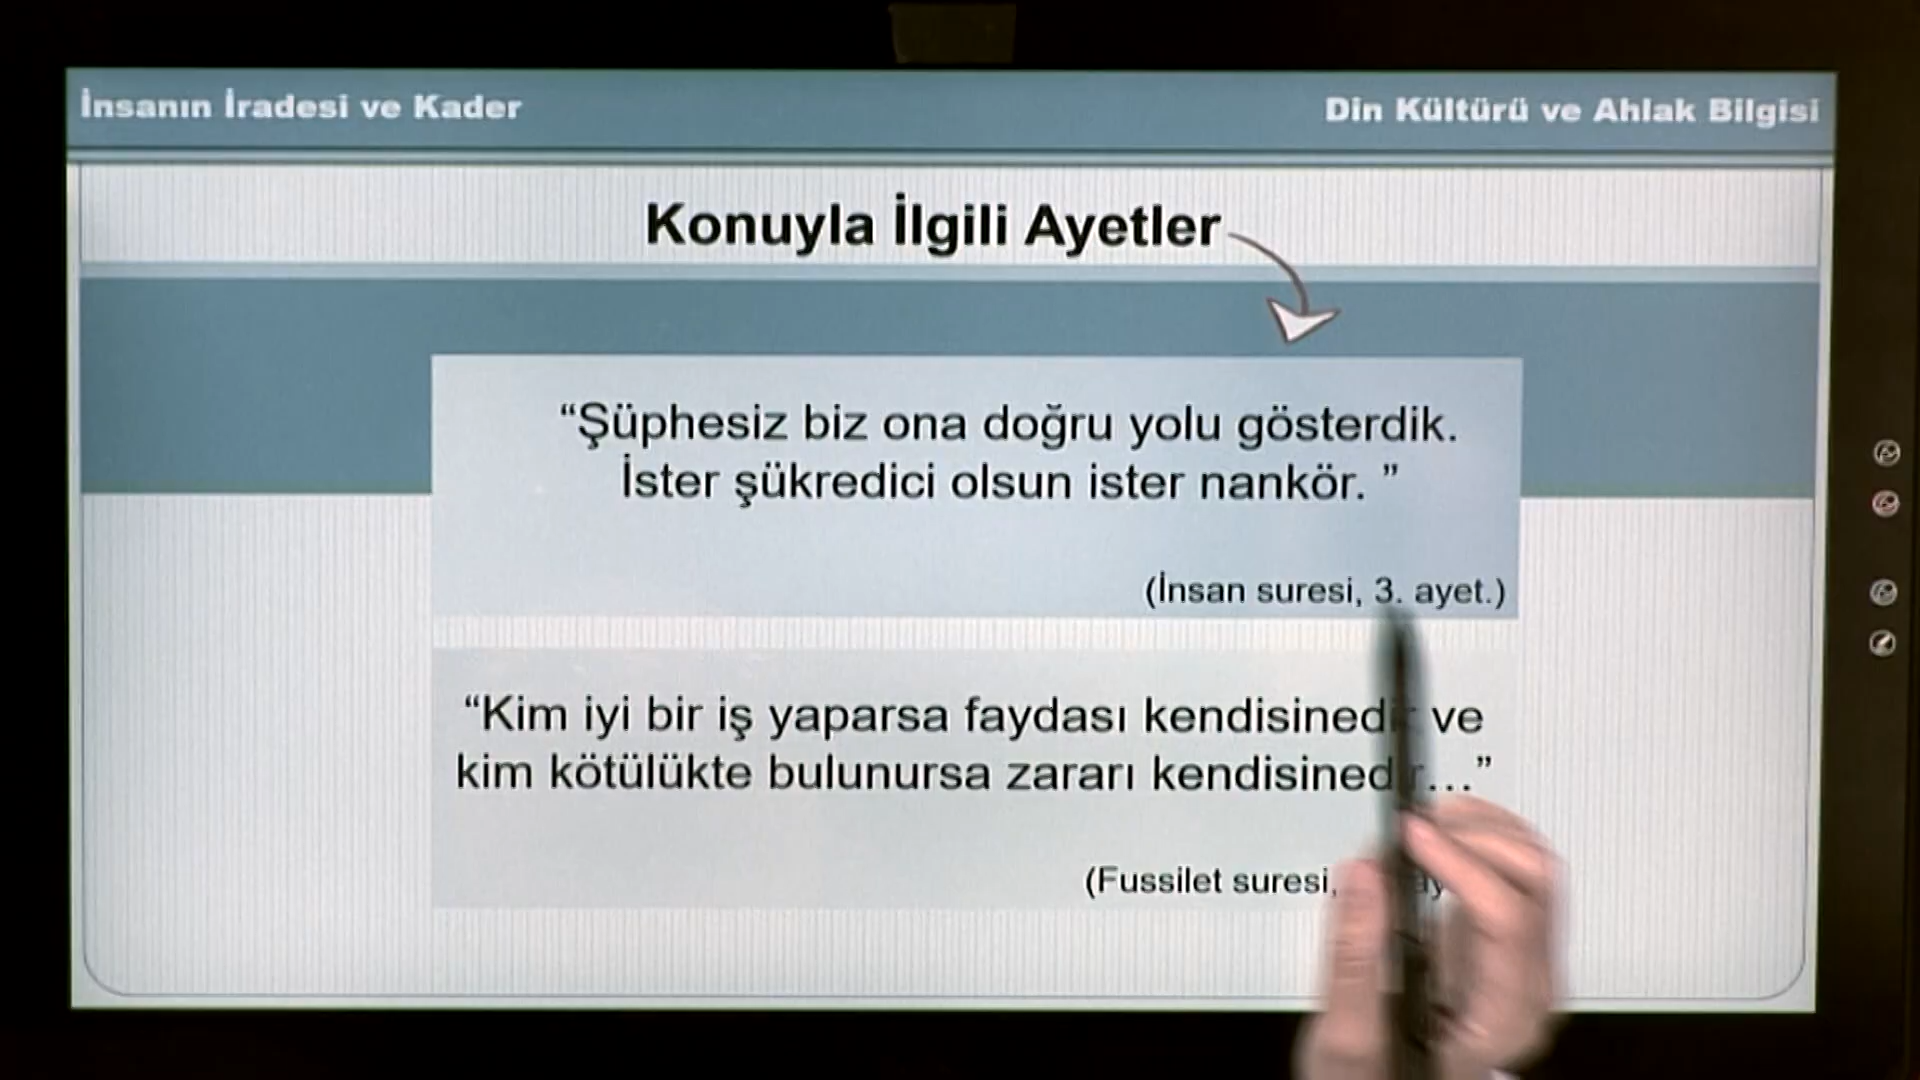 İnsanın İradesi ve Kader
Din Kültürü ve Ahlak Bilgisi
Konuyla İlgili Ayetler
“Şüphesiz biz ona doğru yolu gösterdik.
İster şükredici olsun ister nankör. ”
(İnsan suresi, 3. ayet.)
“Kim iyi bir iş yaparsa faydası kendisinedir ve
kim kötülükte bulunursa zararı kendisinedir…”
(Fussilet suresi,